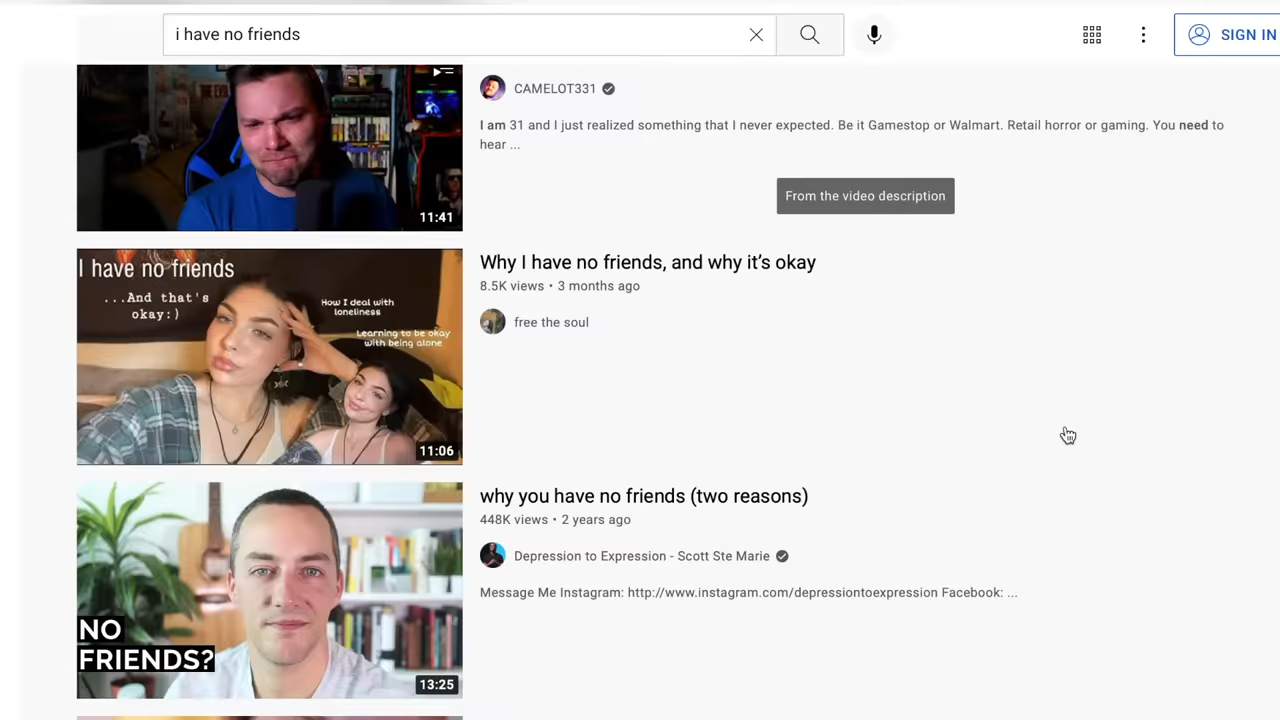 i have no friends
SIGN IN
CAMELOT331
I am 31 and I just realized something that I never expected. Be it Gamestop or Walmart. Retail horror or gaming. You need to
hear ...
From the video description
11:41
I have no friends
...And that's
okay:)
How I deal with
loneliness
Learning to be okay
with being alone
11:06
Why I have no friends, and why it’s okay
8.5K views • 3 months ago
free the soul
NO
FRIENDS?
13:25
why you have no friends (two reasons)
448K views • 2 years ago
Depression to Expression - Scott Ste Marie
Message Me Instagram: http://www.instagram.com/depressiontoexpression Facebook: ...